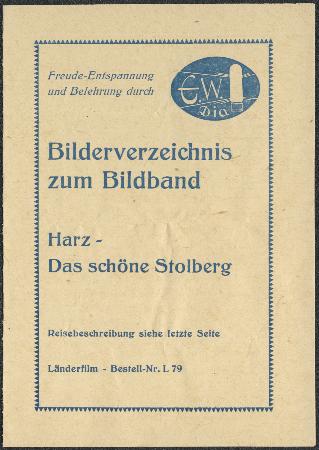 Freude-Entspannung
und Belehrung durch
E.W.
Dia
Bilderverzeichnis
zum Bildband
Harz -
Das schöne Stolberg
Reisebeschreibung siehe letzte Seite
Länderfilm - Bestell-Nr. L 79